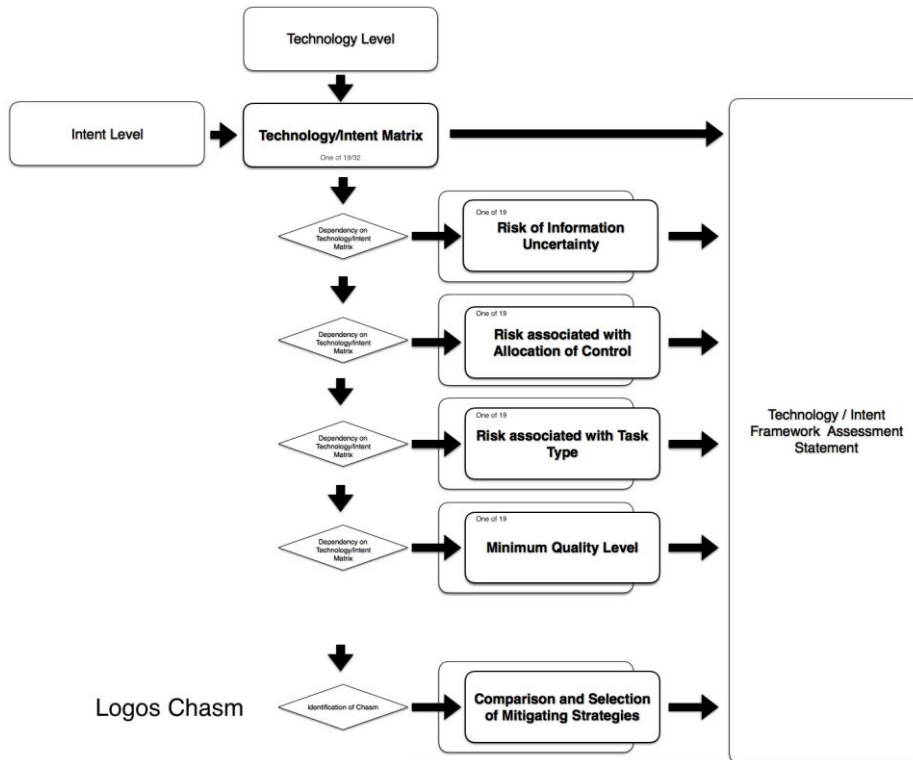 Technology Level
Intent Level
Technology/Intent Matrix
One of 19/32
Dependency on
Technology/Intent
Matrix
One of 19
Risk of Information
Uncertainty
Dependency on
Technology/Intent
Matrix
One of 19
Risk associated with
Allocation of Control
Dependency on
Technology/Intent
Matrix
One of 19
Risk associated with Task
Type
Technology / Intent
Framework Assessment
Statement
Dependency on
Technology/Intent
Matrix
One of 19
Minimum Quality Level
Logos Chasm
Identification of Chasm
Comparison and Selection
of Mitigating Strategies